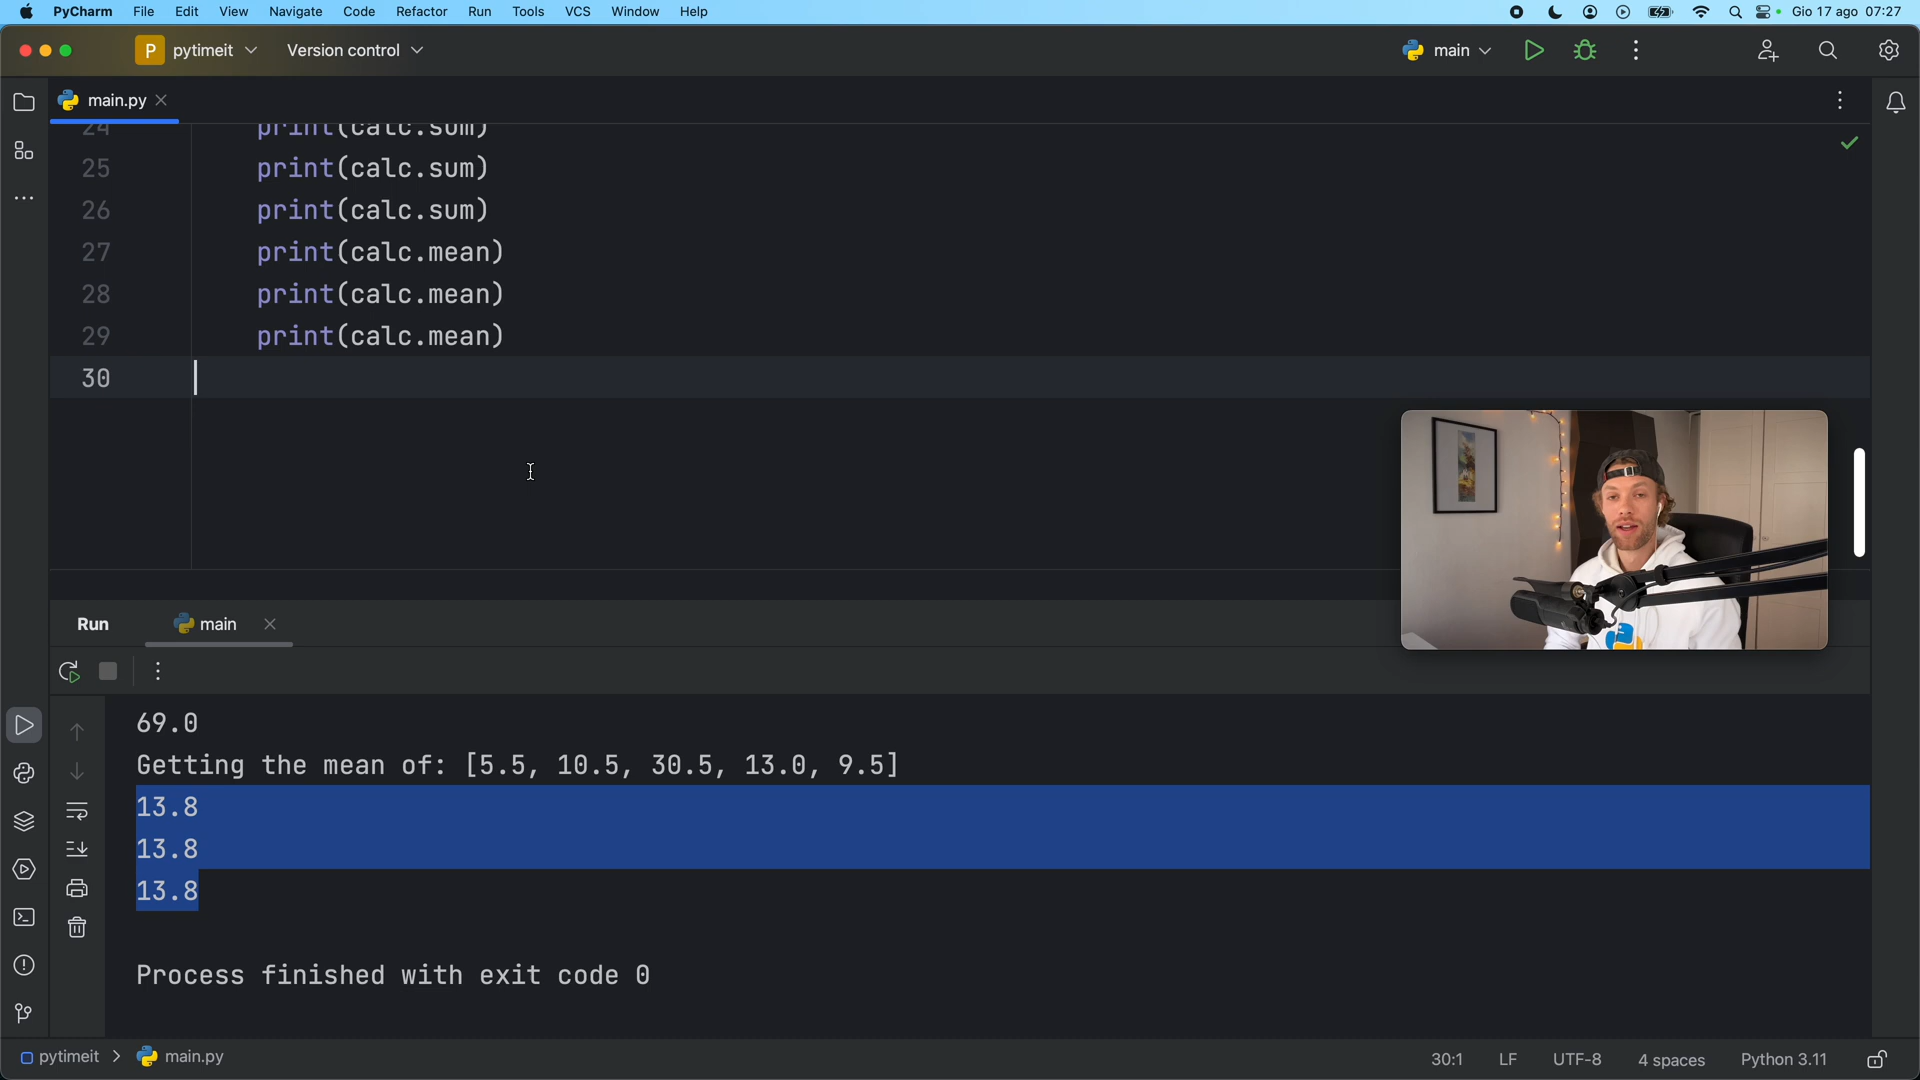 PyCharm File Edit View Navigate Code Refactor Run Tools VCS Window Help Gio 17 ago 07:27
P pytimeit Version control main
main.py
24 print(calc.sum)
25 print(calc.sum)
26 print(calc.sum)
27 print(calc.mean)
28 print(calc.mean)
29 print(calc.mean)
30
Run main
69.0
Getting the mean of: [5.5, 10.5, 30.5, 13.0, 9.5]
13.8
13.8
13.8
Process finished with exit code 0
pytimeit main.py 30:1 LF UTF-8 4 spaces Python 3.11